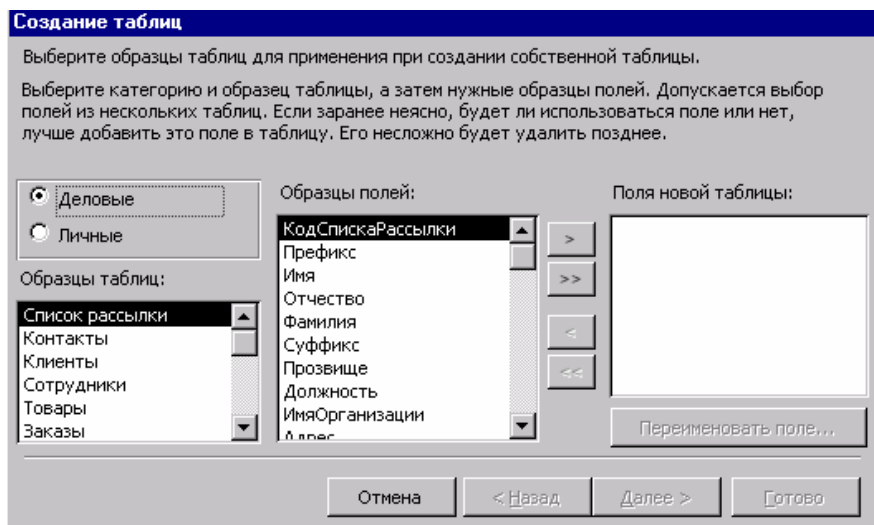 Создание таблиц
Выберите образцы таблиц для применения при создании собственной таблицы.
Выберите категорию и образец таблицы, а затем нужные образцы полей. Допускается выбор
полей из нескольких таблиц. Если заранее неясно, будет ли использоваться поле или нет,
лучше добавить это поле в таблицу. Его несложно будет удалить позднее.
Деловые
Личные
Образцы таблиц:
Список рассылки
Контакты
Клиенты
Сотрудники
Товары
Заказы
Образцы полей:
КодСпискаРассылки
Префикс
Имя
Отчество
Фамилия
Суффикс
Прозвище
Должность
ИмяОрганизации
Адрес
>
>>
<
<<
Поля новой таблицы:
Переименовать поле...
Отмена
< Назад
Далее >
Готово